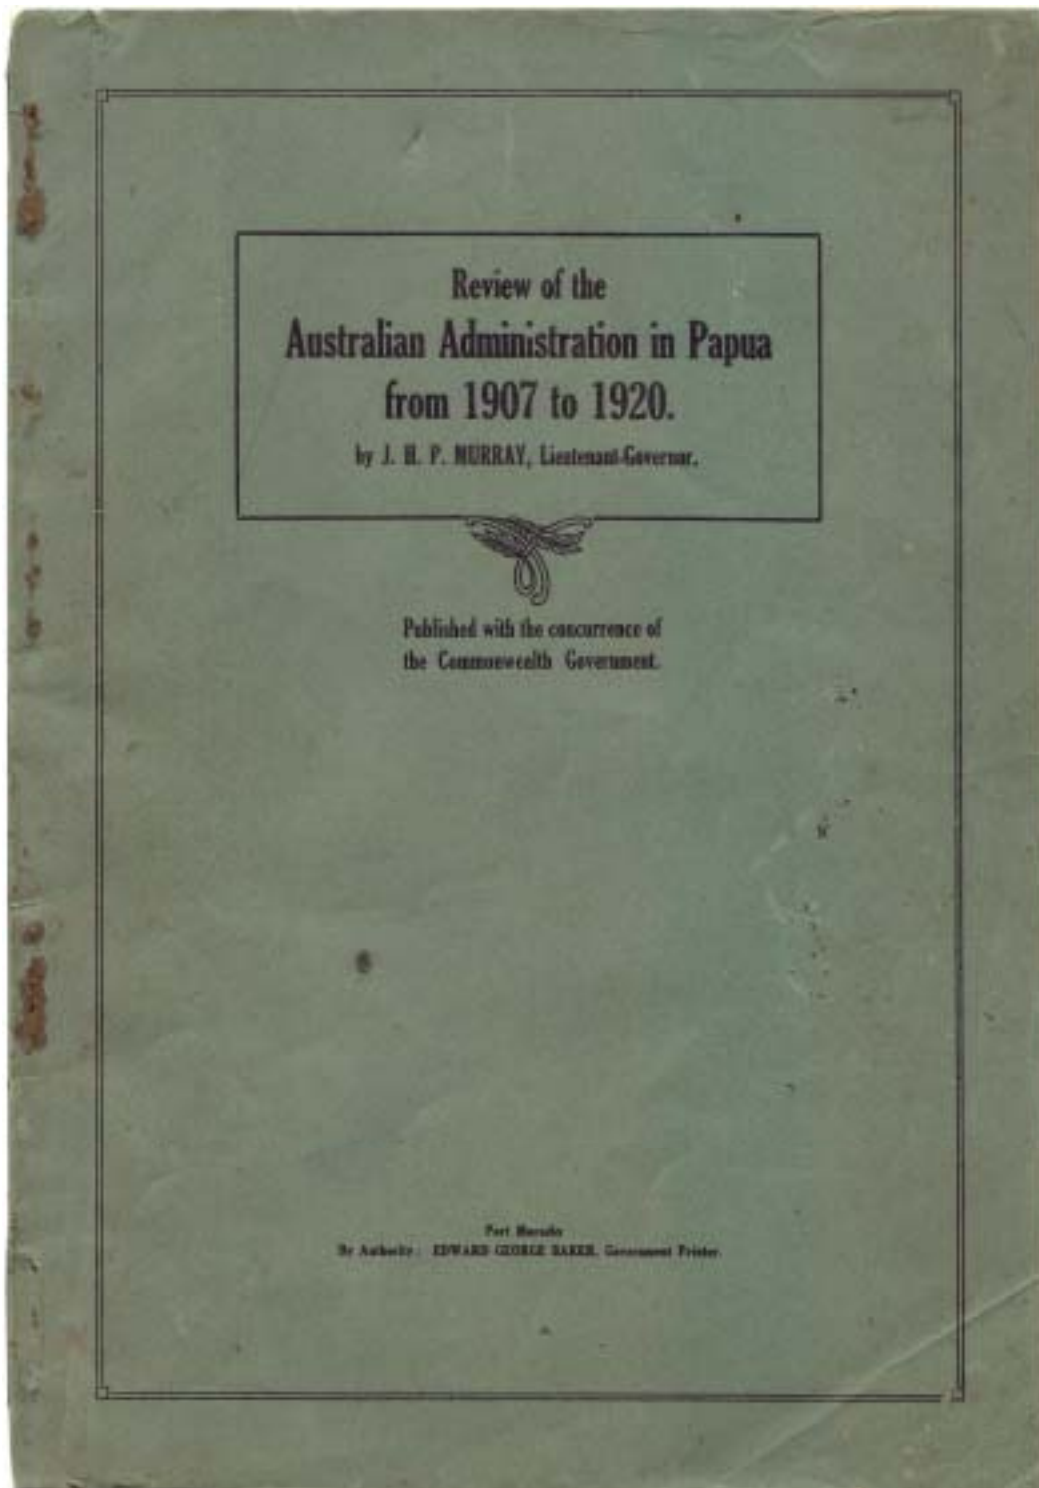 Review of the
Australian Administration in Papua
from 1907 to 1920.
by J. H. P. MURRAY, Lieutenant-Governor.
Published with the concurrence of
the Commonwealth Government.
Port Moresby
By Authority: EDWARD GEORGE BAKER, Government Printer.